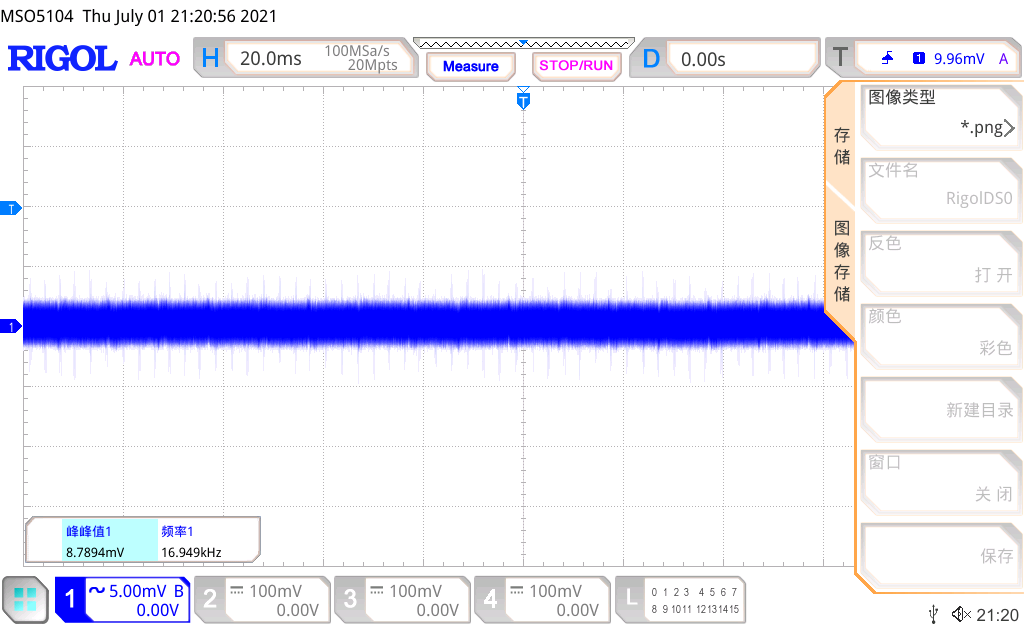 MSO5104 Thu July 01 21:20:56 2021
RIGOL AUTO H 20.0ms 100MSa/s 20Mpts Measure STOP/RUN D 0.00s T 1 9.96mV A
T
T
1
存储
图像存储
图像类型
*.png
文件名
RigolDS0
反色
打开
颜色
彩色
新建目录
窗口
关闭
保存
峰峰值1 频率1
8.7894mV 16.949kHz
1 5.00mV B
0.00V
2 100mV
0.00V
3 100mV
0.00V
4 100mV
0.00V
L 0 1 2 3 4 5 6 7
8 9 10 11 12 13 14 15
21:20